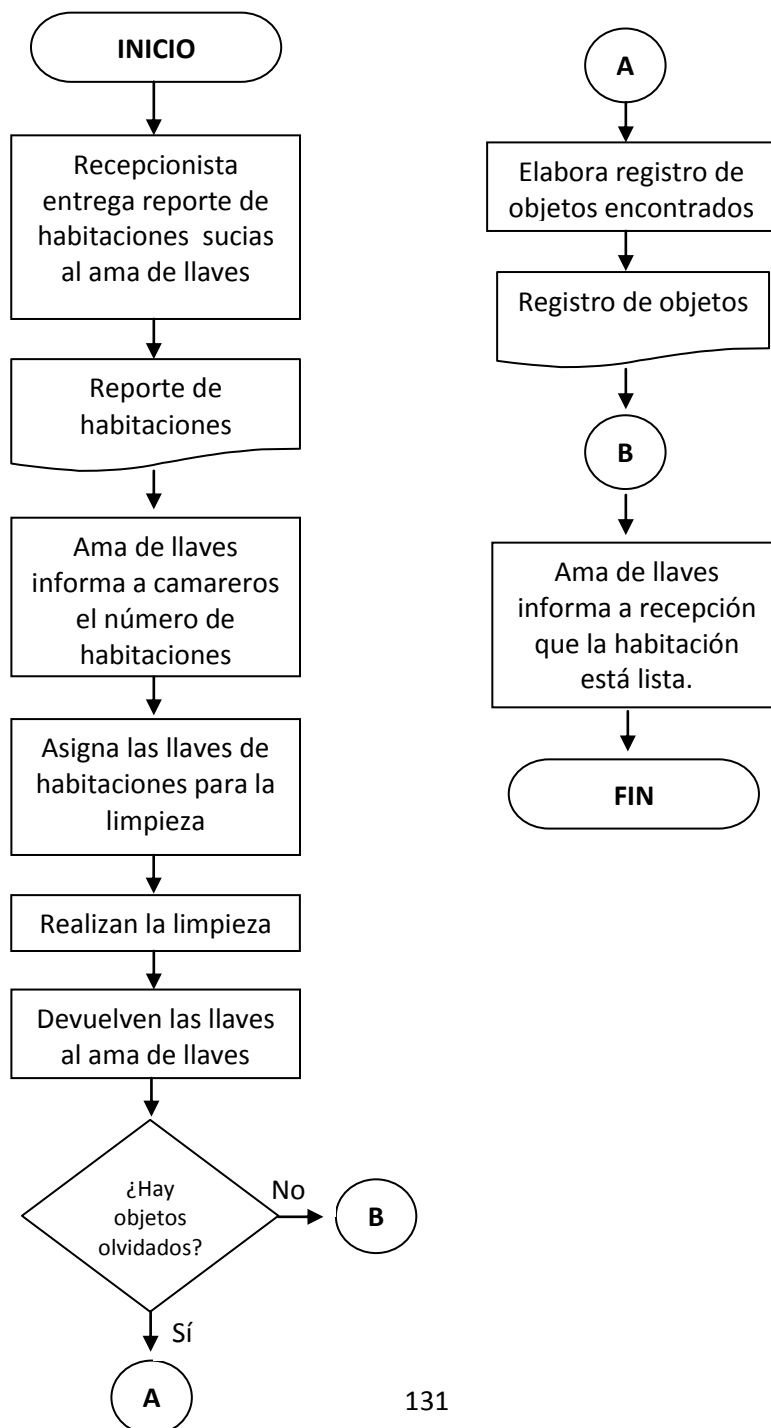 INICIO
Recepcionista
entrega reporte de
habitaciones sucias
al ama de llaves
Reporte de
habitaciones
Ama de llaves
informa a camareros
el número de
habitaciones
Asigna las llaves de
habitaciones para la
limpieza
Realizan la limpieza
Devuelven las llaves
al ama de llaves
¿Hay
objetos
olvidados?
No
B
Sí
A
A
Elabora registro de
objetos encontrados
Registro de objetos
B
Ama de llaves
informa a recepción
que la habitación
está lista.
FIN
131